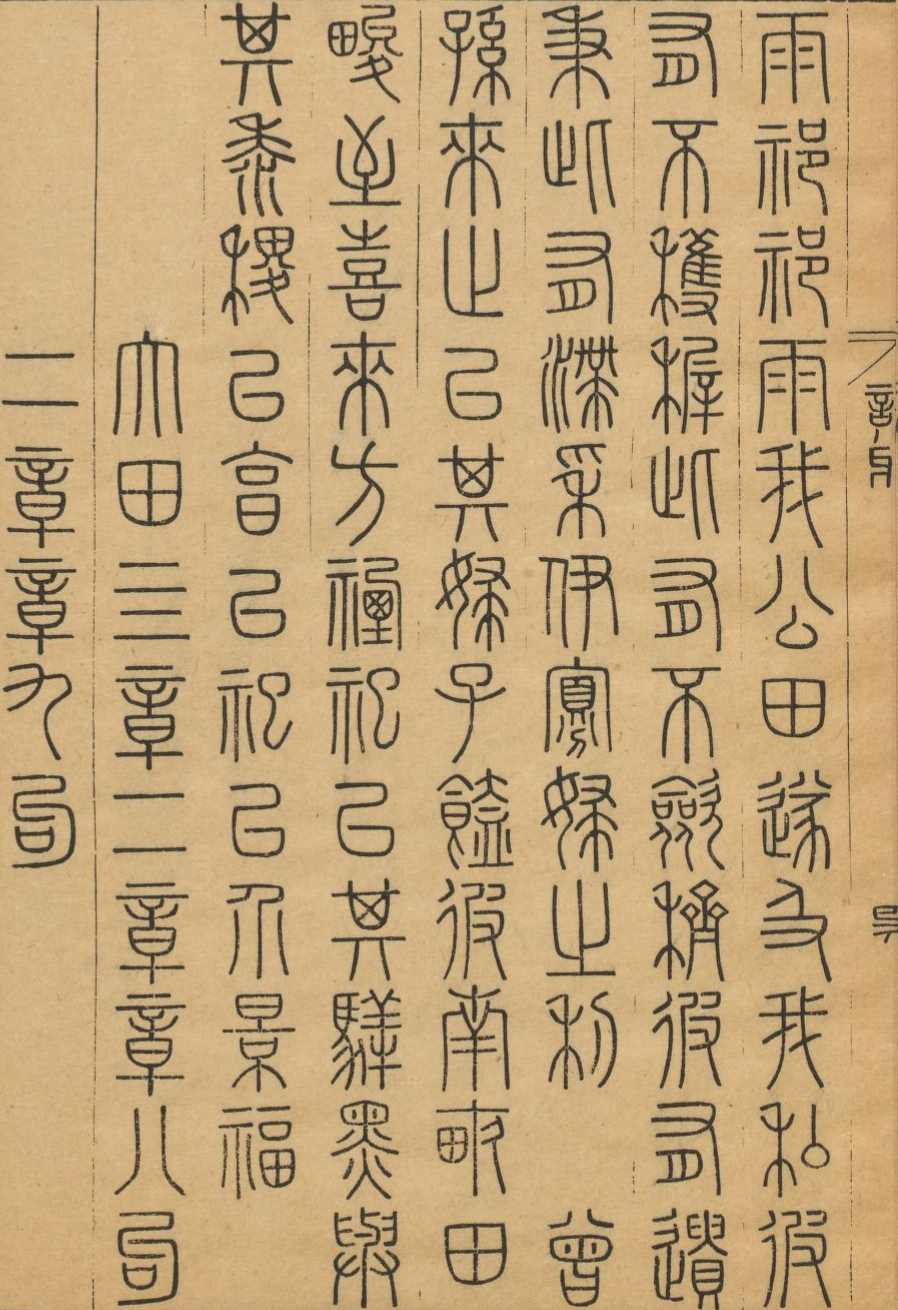 雨祁祁雨我公田遂及我私彼
有不穫穉此有不斂穧彼有遺
秉此有滯穗伊寡婦之利　曾
孫來止以其婦子饁彼南畝田
畯至喜來方禋祀以其騂黑與
其黍稷以享以祀以介景福
大田四章二章章八句
二章章九句